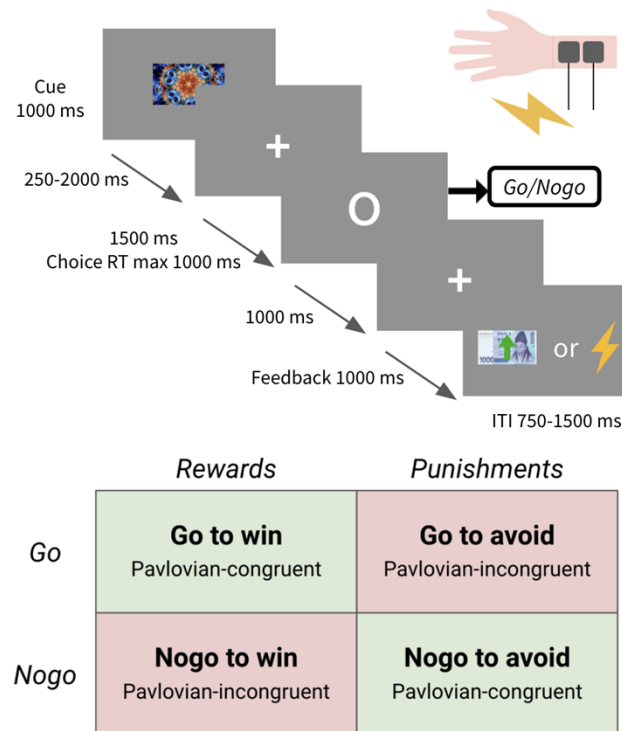 Cue
1000 ms
+
250-2000 ms
O
Go/Nogo
1500 ms
Choice RT max 1000 ms
+
1000 ms
1000
or
Feedback 1000 ms
ITI 750-1500 ms
Rewards
Punishments
Go
Go to win
Pavlovian-congruent
Go to avoid
Pavlovian-incongruent
Nogo
Nogo to win
Pavlovian-incongruent
Nogo to avoid
Pavlovian-congruent